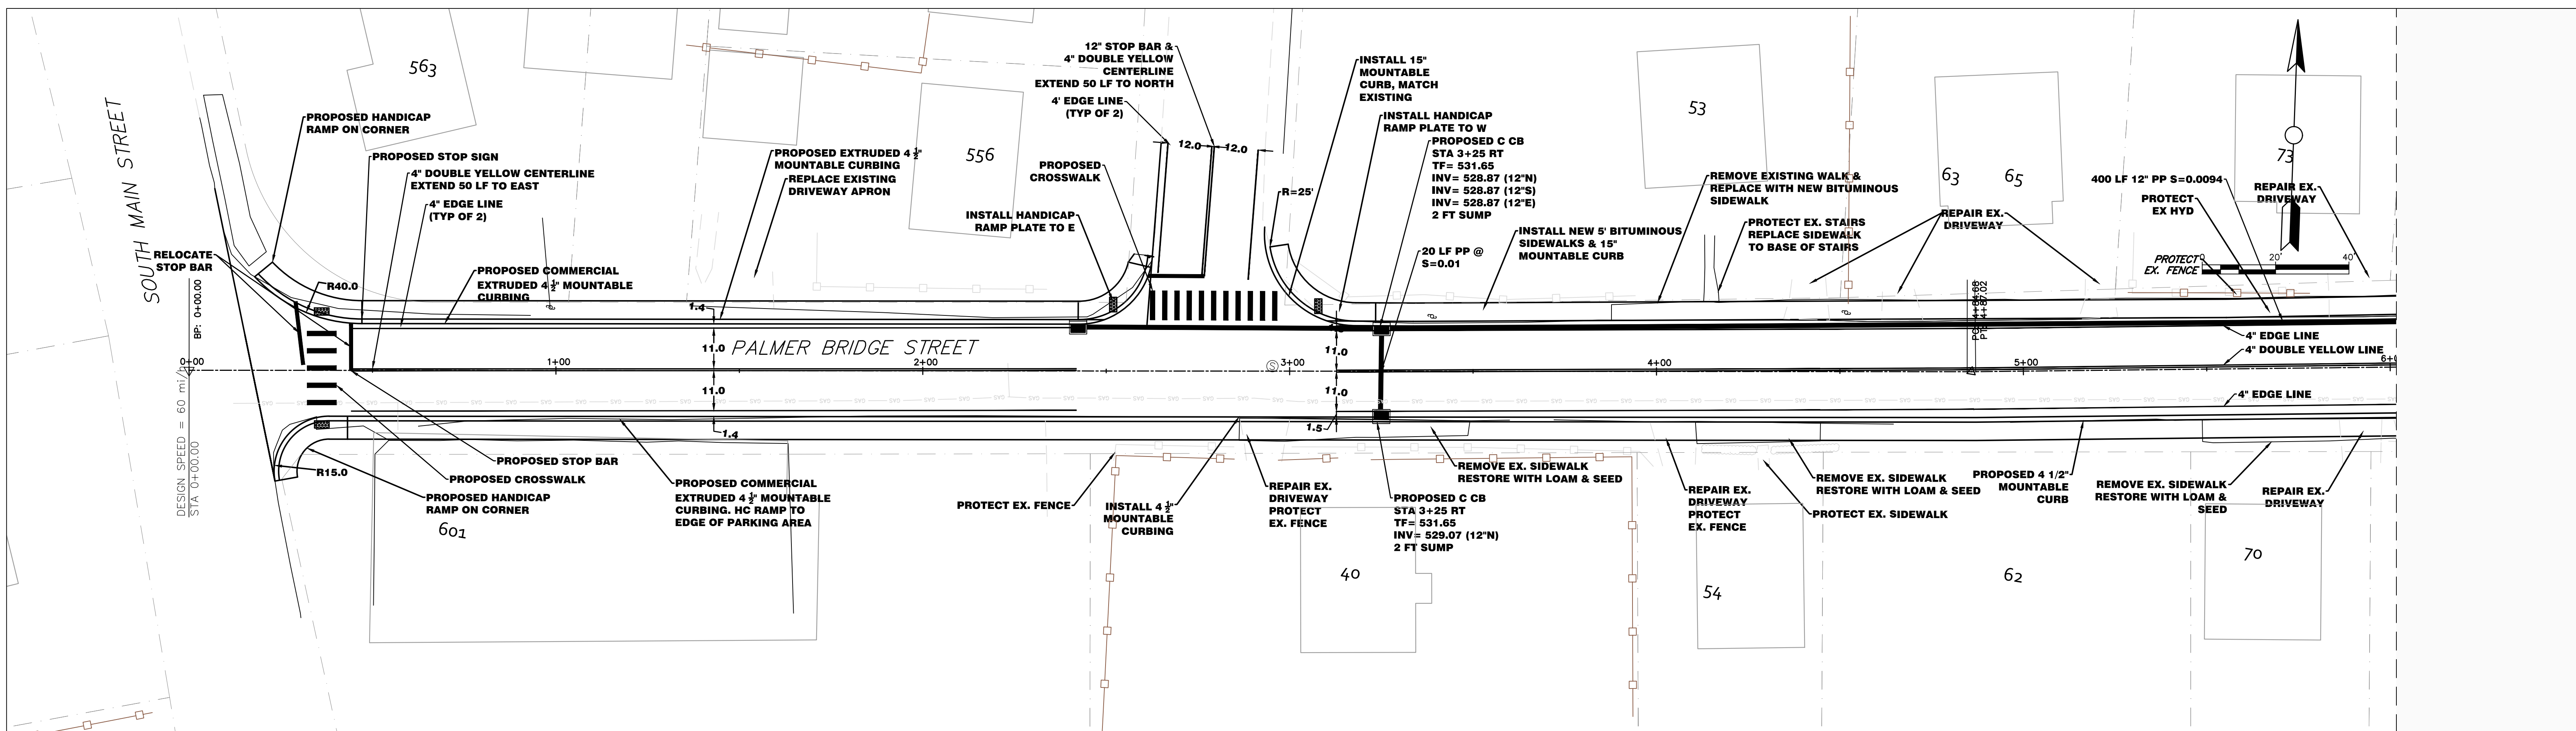 SOUTH MAIN STREET
563
PROPOSED HANDICAP
RAMP ON CORNER
PROPOSED STOP SIGN
4" DOUBLE YELLOW CENTERLINE
EXTEND 50 LF TO EAST
4" EDGE LINE
(TYP OF 2)
RELOCATE
STOP BAR
BP: 0+00.00
R40.0
PROPOSED COMMERCIAL
EXTRUDED 4 ½" MOUNTABLE
CURBING
PROPOSED EXTRUDED 4 ½"
MOUNTABLE CURBING
REPLACE EXISTING
DRIVEWAY APRON
556
12" STOP BAR &
4" DOUBLE YELLOW
CENTERLINE
EXTEND 50 LF TO NORTH
4' EDGE LINE
(TYP OF 2)
12.0
12.0
PROPOSED
CROSSWALK
INSTALL HANDICAP
RAMP PLATE TO E
R=25'
INSTALL 15"
MOUNTABLE
CURB, MATCH
EXISTING
INSTALL HANDICAP
RAMP PLATE TO W
PROPOSED C CB
STA 3+25 RT
TF= 531.65
INV= 528.87 (12"N)
INV= 528.87 (12"S)
INV= 528.87 (12"E)
2 FT SUMP
20 LF PP @
S=0.01
INSTALL NEW 5' BITUMINOUS
SIDEWALKS & 15"
MOUNTABLE CURB
53
REMOVE EXISTING WALK &
REPLACE WITH NEW BITUMINOUS
SIDEWALK
PROTECT EX. STAIRS
REPLACE SIDEWALK
TO BASE OF STAIRS
63
65
REPAIR EX.
DRIVEWAY
400 LF 12" PP S=0.0094
PROTECT
EX HYD
73
REPAIR EX.
DRIVEWAY
PROTECT
EX. FENCE
0
20'
40'
PT: 4+87.02
1.4
11.0
PALMER BRIDGE STREET
11.0
4" EDGE LINE
4" DOUBLE YELLOW LINE
0+00
1+00
2+00
S
3+00
4+00
5+00
11.0
11.0
4" EDGE LINE
1.4
1.5
DESIGN SPEED = 60 mi/
STA 0+00.00
R15.0
PROPOSED STOP BAR
PROPOSED CROSSWALK
PROPOSED HANDICAP
RAMP ON CORNER
601
PROPOSED COMMERCIAL
EXTRUDED 4 ½" MOUNTABLE
CURBING. HC RAMP TO
EDGE OF PARKING AREA
PROTECT EX. FENCE
INSTALL 4 ½"
MOUNTABLE
CURBING
REPAIR EX.
DRIVEWAY
PROTECT
EX. FENCE
PROPOSED C CB
STA 3+25 RT
TF= 531.65
INV= 529.07 (12"N)
2 FT SUMP
REMOVE EX. SIDEWALK
RESTORE WITH LOAM & SEED
40
REPAIR EX.
DRIVEWAY
PROTECT
EX. FENCE
54
REMOVE EX. SIDEWALK
RESTORE WITH LOAM & SEED
PROTECT EX. SIDEWALK
62
PROPOSED 4 1/2"
MOUNTABLE
CURB
REMOVE EX. SIDEWALK
RESTORE WITH LOAM &
SEED
REPAIR EX.
DRIVEWAY
70